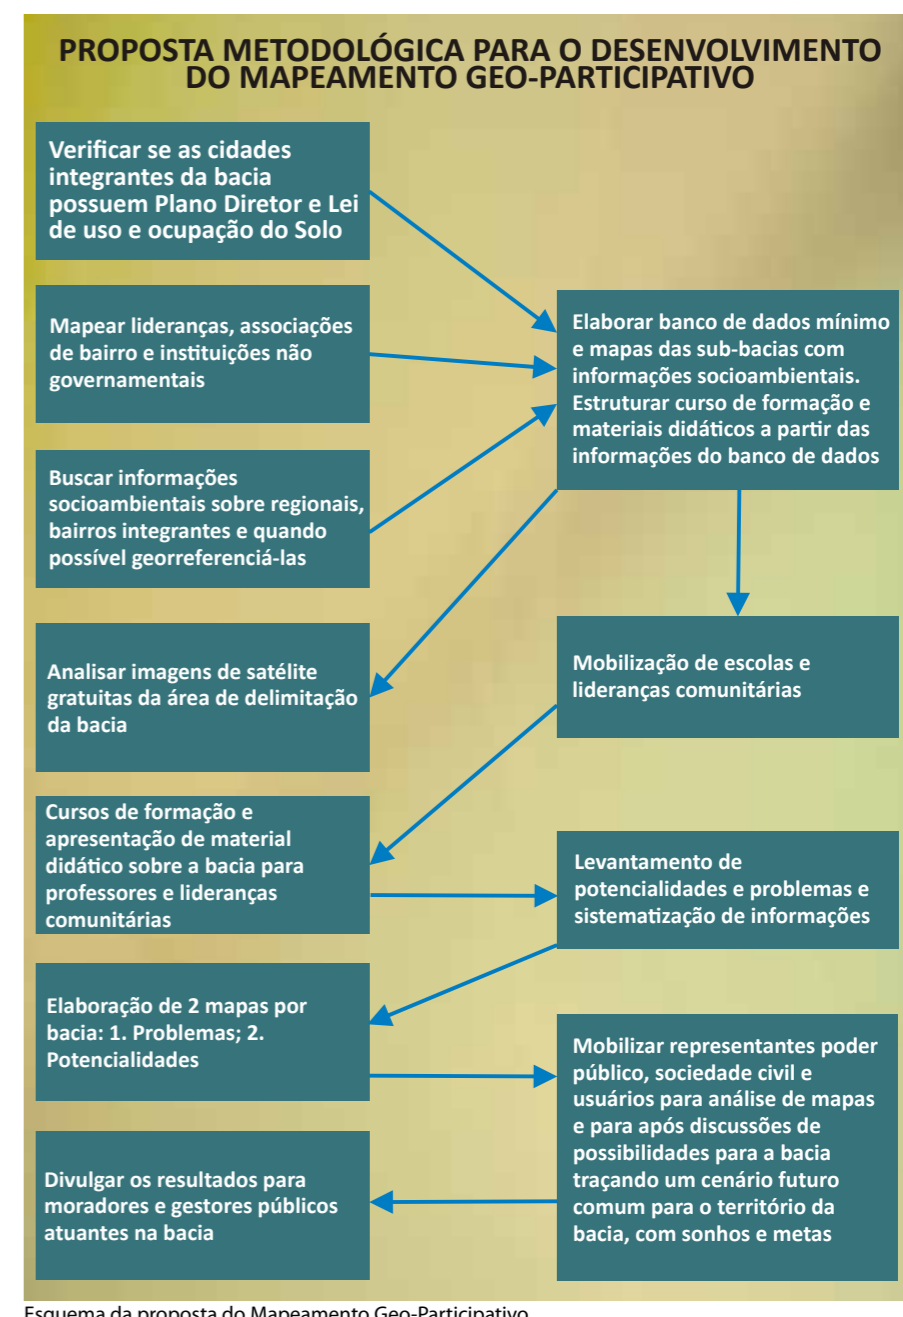 PROPOSTA METODOLÓGICA PARA O DESENVOLVIMENTO
DO MAPEAMENTO GEO-PARTICIPATIVO
Verificar se as cidades
integrantes da bacia
possuem Plano Diretor e Lei
de uso e ocupação do Solo
Mapear lideranças, associações
de bairro e instituições não
governamentais
Buscar informações
socioambientais sobre regionais,
bairros integrantes e quando
possível georreferenciá-las
Elaborar banco de dados mínimo
e mapas das sub-bacias com
informações socioambientais.
Estruturar curso de formação e
materiais didáticos a partir das
informações do banco de dados
Analisar imagens de satélite
gratuitas da área de delimitação
da bacia
Mobilização de escolas e
lideranças comunitárias
Cursos de formação e
apresentação de material
didático sobre a bacia para
professores e lideranças
comunitárias
Levantamento de
potencialidades e problemas e
sistematização de informações
Elaboração de 2 mapas por
bacia: 1. Problemas; 2.
Potencialidades
Mobilizar representantes poder
público, sociedade civil e
usuários para análise de mapas
e para após discussões de
possibilidades para a bacia
traçando um cenário futuro
comum para o território da
bacia, com sonhos e metas
Divulgar os resultados para
moradores e gestores públicos
atuantes na bacia
Esquema da proposta do Mapeamento Geo-Participativo